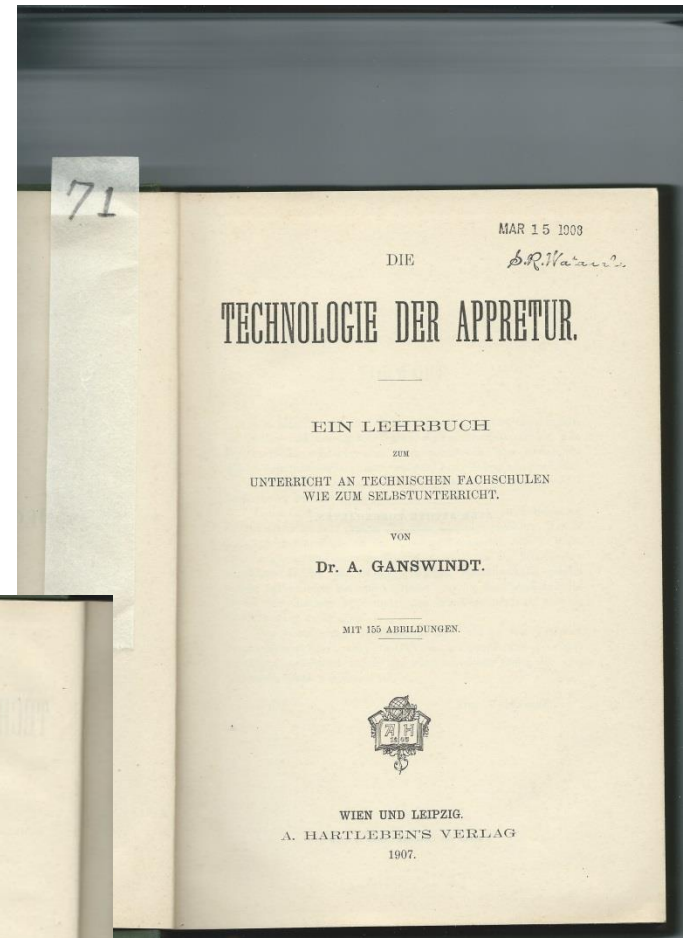 71
MAR 15 1908
DIE
S.R.
TECHNOLOGIE DER APPRETUR.
EIN LEHRBUCH
ZUM
UNTERRICHT AN TECHNISCHEN FACHSCHULEN
WIE ZUM SELBSTUNTERRICHT.
VON
Dr. A. GANSWINDT.
MIT 155 ABBILDUNGEN.
A H
WIEN UND LEIPZIG.
A. HARTLEBEN'S VERLAG
1907.